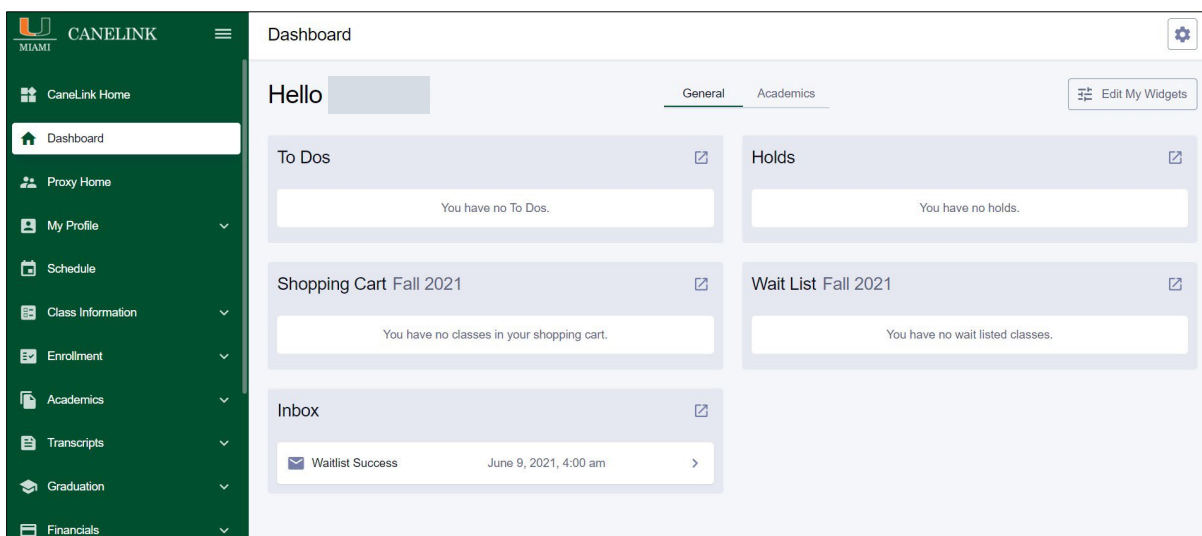 MIAMI
CANELINK
CaneLink Home
Dashboard
Proxy Home
My Profile
Schedule
Class Information
Enrollment
Academics
Transcripts
Graduation
Financials
Dashboard
Hello
General Academics
Edit My Widgets
To Dos
You have no To Dos.
Holds
You have no holds.
Shopping Cart Fall 2021
You have no classes in your shopping cart.
Wait List Fall 2021
You have no wait listed classes.
Inbox
Waitlist Success June 9, 2021, 4:00 am